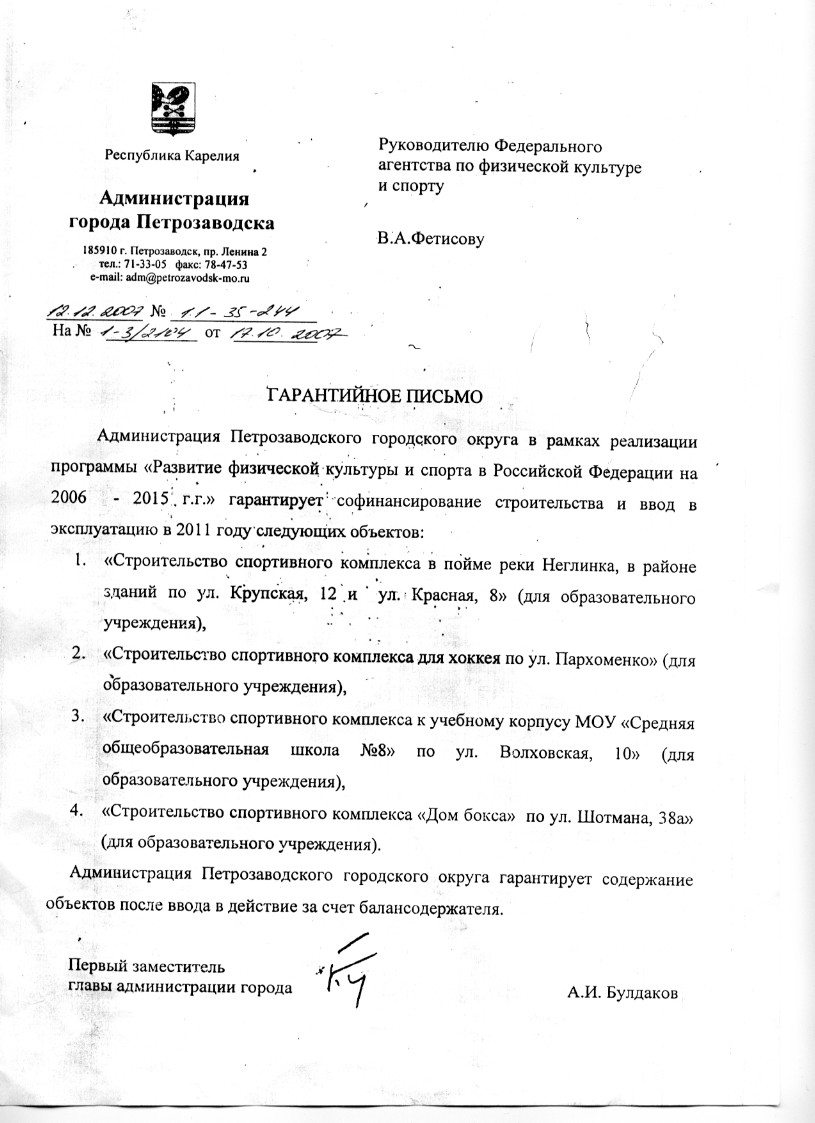 Республика Карелия
Администрация
города Петрозаводска
185910 г. Петрозаводск, пр. Ленина 2
тел.: 71-33-05 факс: 78-47-53
e-mail: adm@petrozavodsk-mo.ru
12.12.2007 № 1.1-35-244
На № 1-3/2104 от 17.10.2007
Руководителю Федерального
агентства по физической культуре
и спорту
В.А.Фетисову
ГАРАНТИЙНОЕ ПИСЬМО
Администрация Петрозаводского городского округа в рамках реализации
программы «Развитие физической культуры и спорта в Российской Федерации на
2006 - 2015 г.г.» гарантирует софинансирование строительства и ввод в
эксплуатацию в 2011 году следующих объектов:
1. «Строительство спортивного комплекса в пойме реки Неглинка, в районе
зданий по ул. Крупская, 12 и ул. Красная, 8» (для образовательного
учреждения),
2. «Строительство спортивного комплекса для хоккея по ул. Пархоменко» (для
образовательного учреждения),
3. «Строительство спортивного комплекса к учебному корпусу МОУ «Средняя
общеобразовательная школа №8» по ул. Волховская, 10» (для
образовательного учреждения),
4. «Строительство спортивного комплекса «Дом бокса» по ул. Шотмана, 38а»
(для образовательного учреждения).
Администрация Петрозаводского городского округа гарантирует содержание
объектов после ввода в действие за счет балансодержателя.
Первый заместитель
главы администрации города
А.И. Булдаков